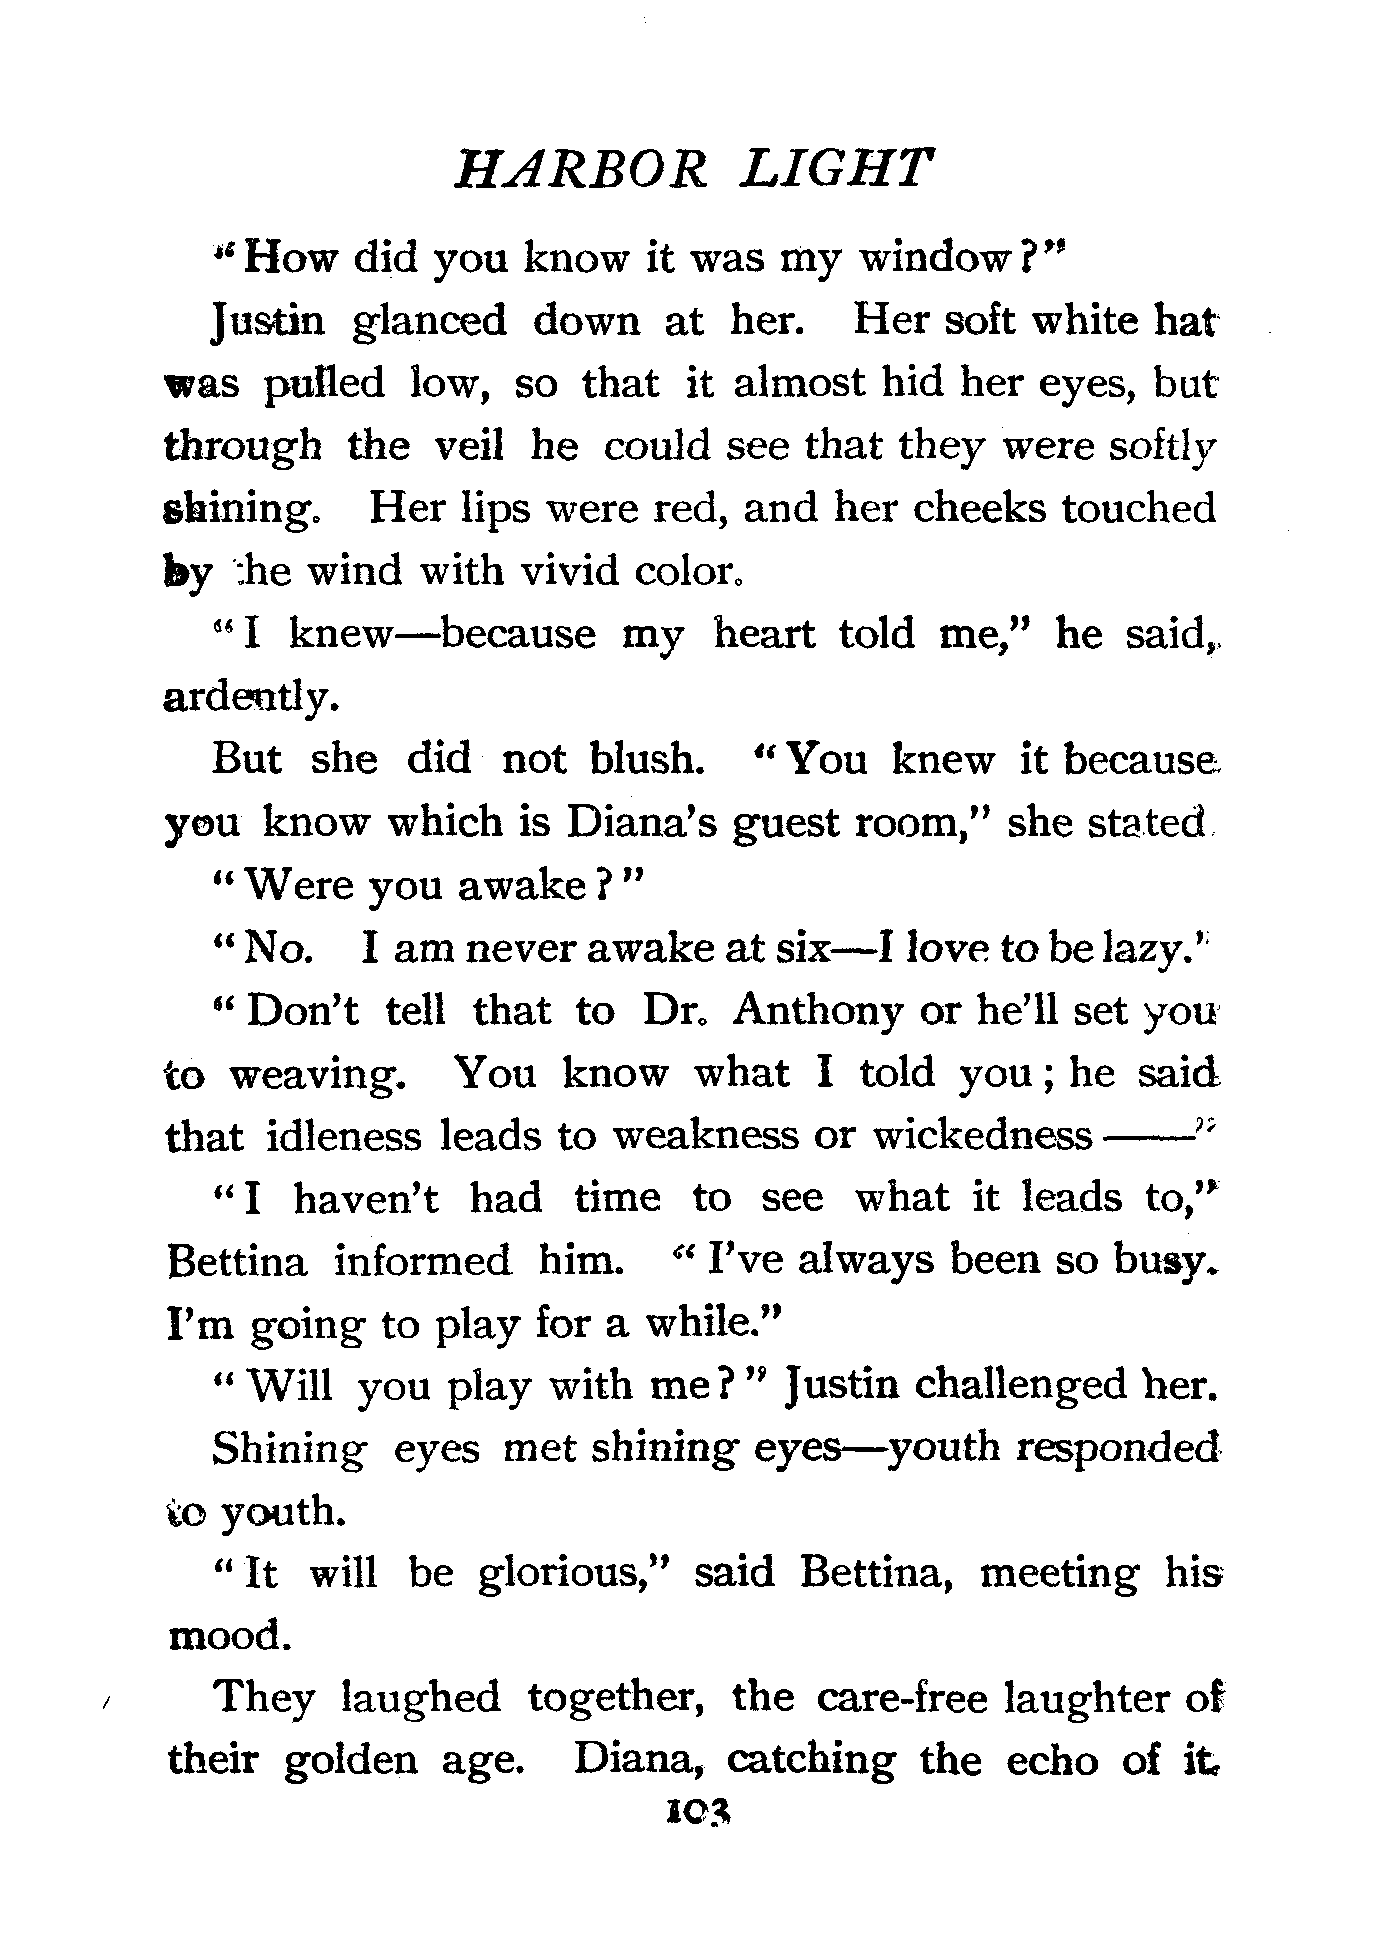 HARBOR LIGHT
"How did you know it was my window?"
Justin glanced down at her. Her soft white hat
was pulled low, so that it almost hid her eyes, but
through the veil he could see that they were softly
shining. Her lips were red, and her cheeks touched
by the wind with vivid color.
"I knew—because my heart told me," he said,
ardently.
But she did not blush. "You knew it because
you know which is Diana's guest room," she stated.
"Were you awake?"
"No. I am never awake at six—I love to be lazy."
"Don't tell that to Dr. Anthony or he'll set you
to weaving. You know what I told you; he said
that idleness leads to weakness or wickedness——"
"I haven't had time to see what it leads to,"
Bettina informed him. "I've always been so busy.
I'm going to play for a while."
"Will you play with me?" Justin challenged her.
Shining eyes met shining eyes—youth responded
to youth.
"It will be glorious," said Bettina, meeting his
mood.
They laughed together, the care-free laughter of
their golden age. Diana, catching the echo of it,
103